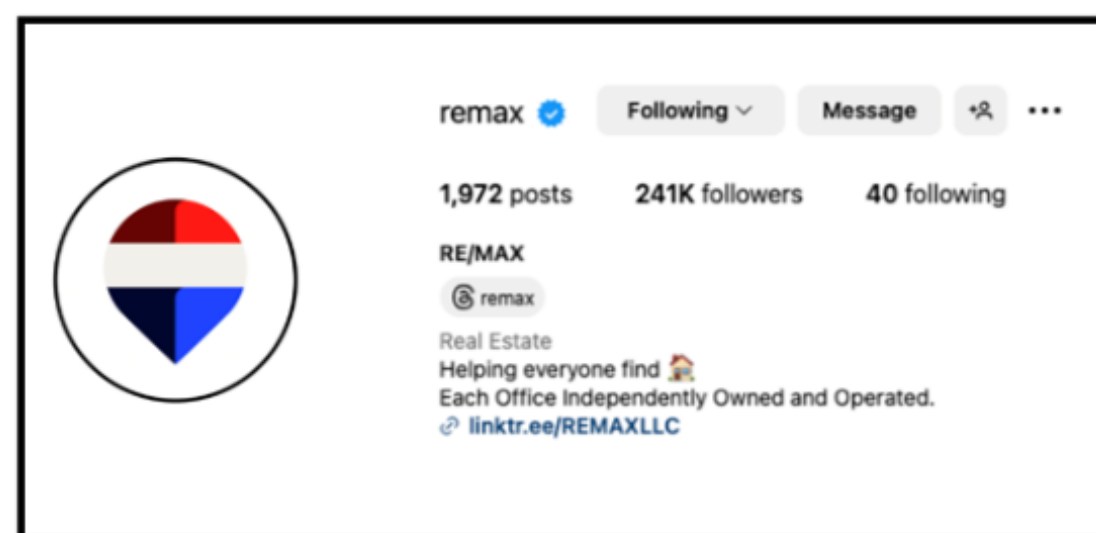 remax Following Message
1,972 posts 241K followers 40 following
RE/MAX
remax
Real Estate
Helping everyone find
Each Office Independently Owned and Operated.
linktr.ee/REMAXLLC